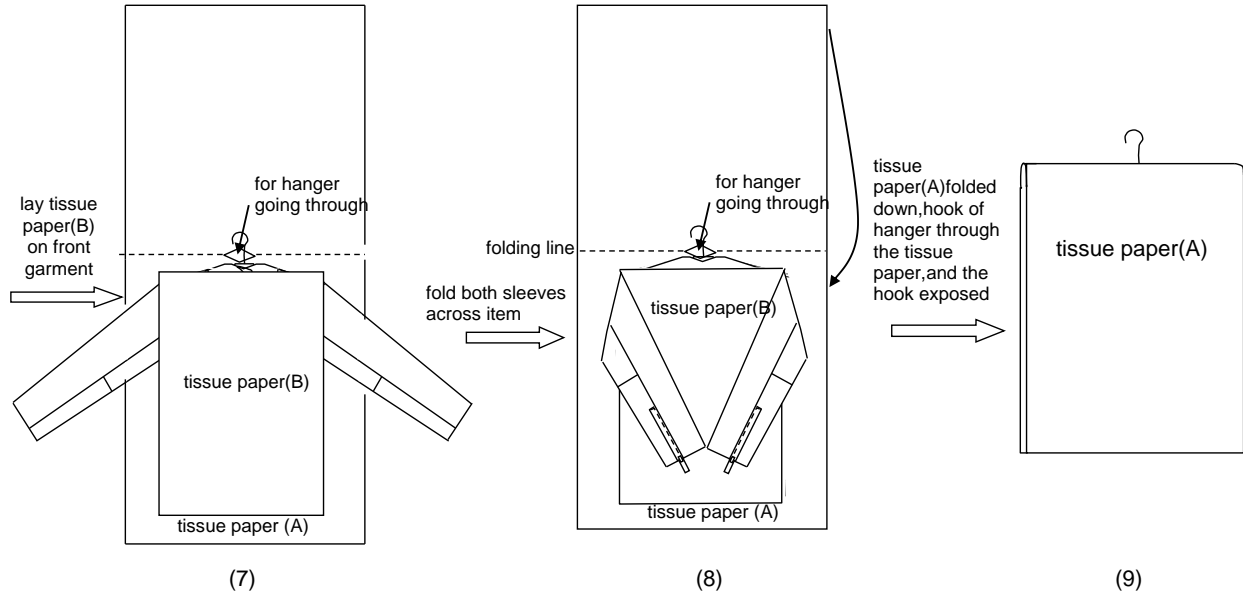 lay tissue
paper(B)
on front
garment
for hanger
going through
tissue paper(B)
tissue paper (A)
(7)
fold both sleeves
across item
folding line
for hanger
going through
tissue paper(B)
tissue paper (A)
(8)
tissue
paper(A)folded
down,hook of
hanger through
the tissue
paper,and the
hook exposed
tissue paper(A)
(9)